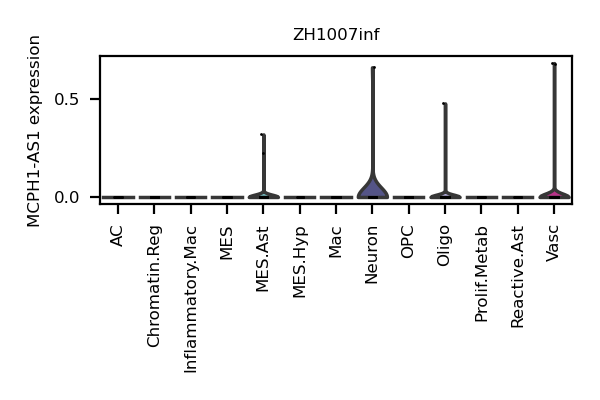 ZH1007inf
MCPH1-AS1 expression
0.5
0.0
AC
Chromatin.Reg
Inflammatory.Mac
MES
MES.Ast
MES.Hyp
Mac
Neuron
OPC
Oligo
Prolif.Metab
Reactive.Ast
Vasc